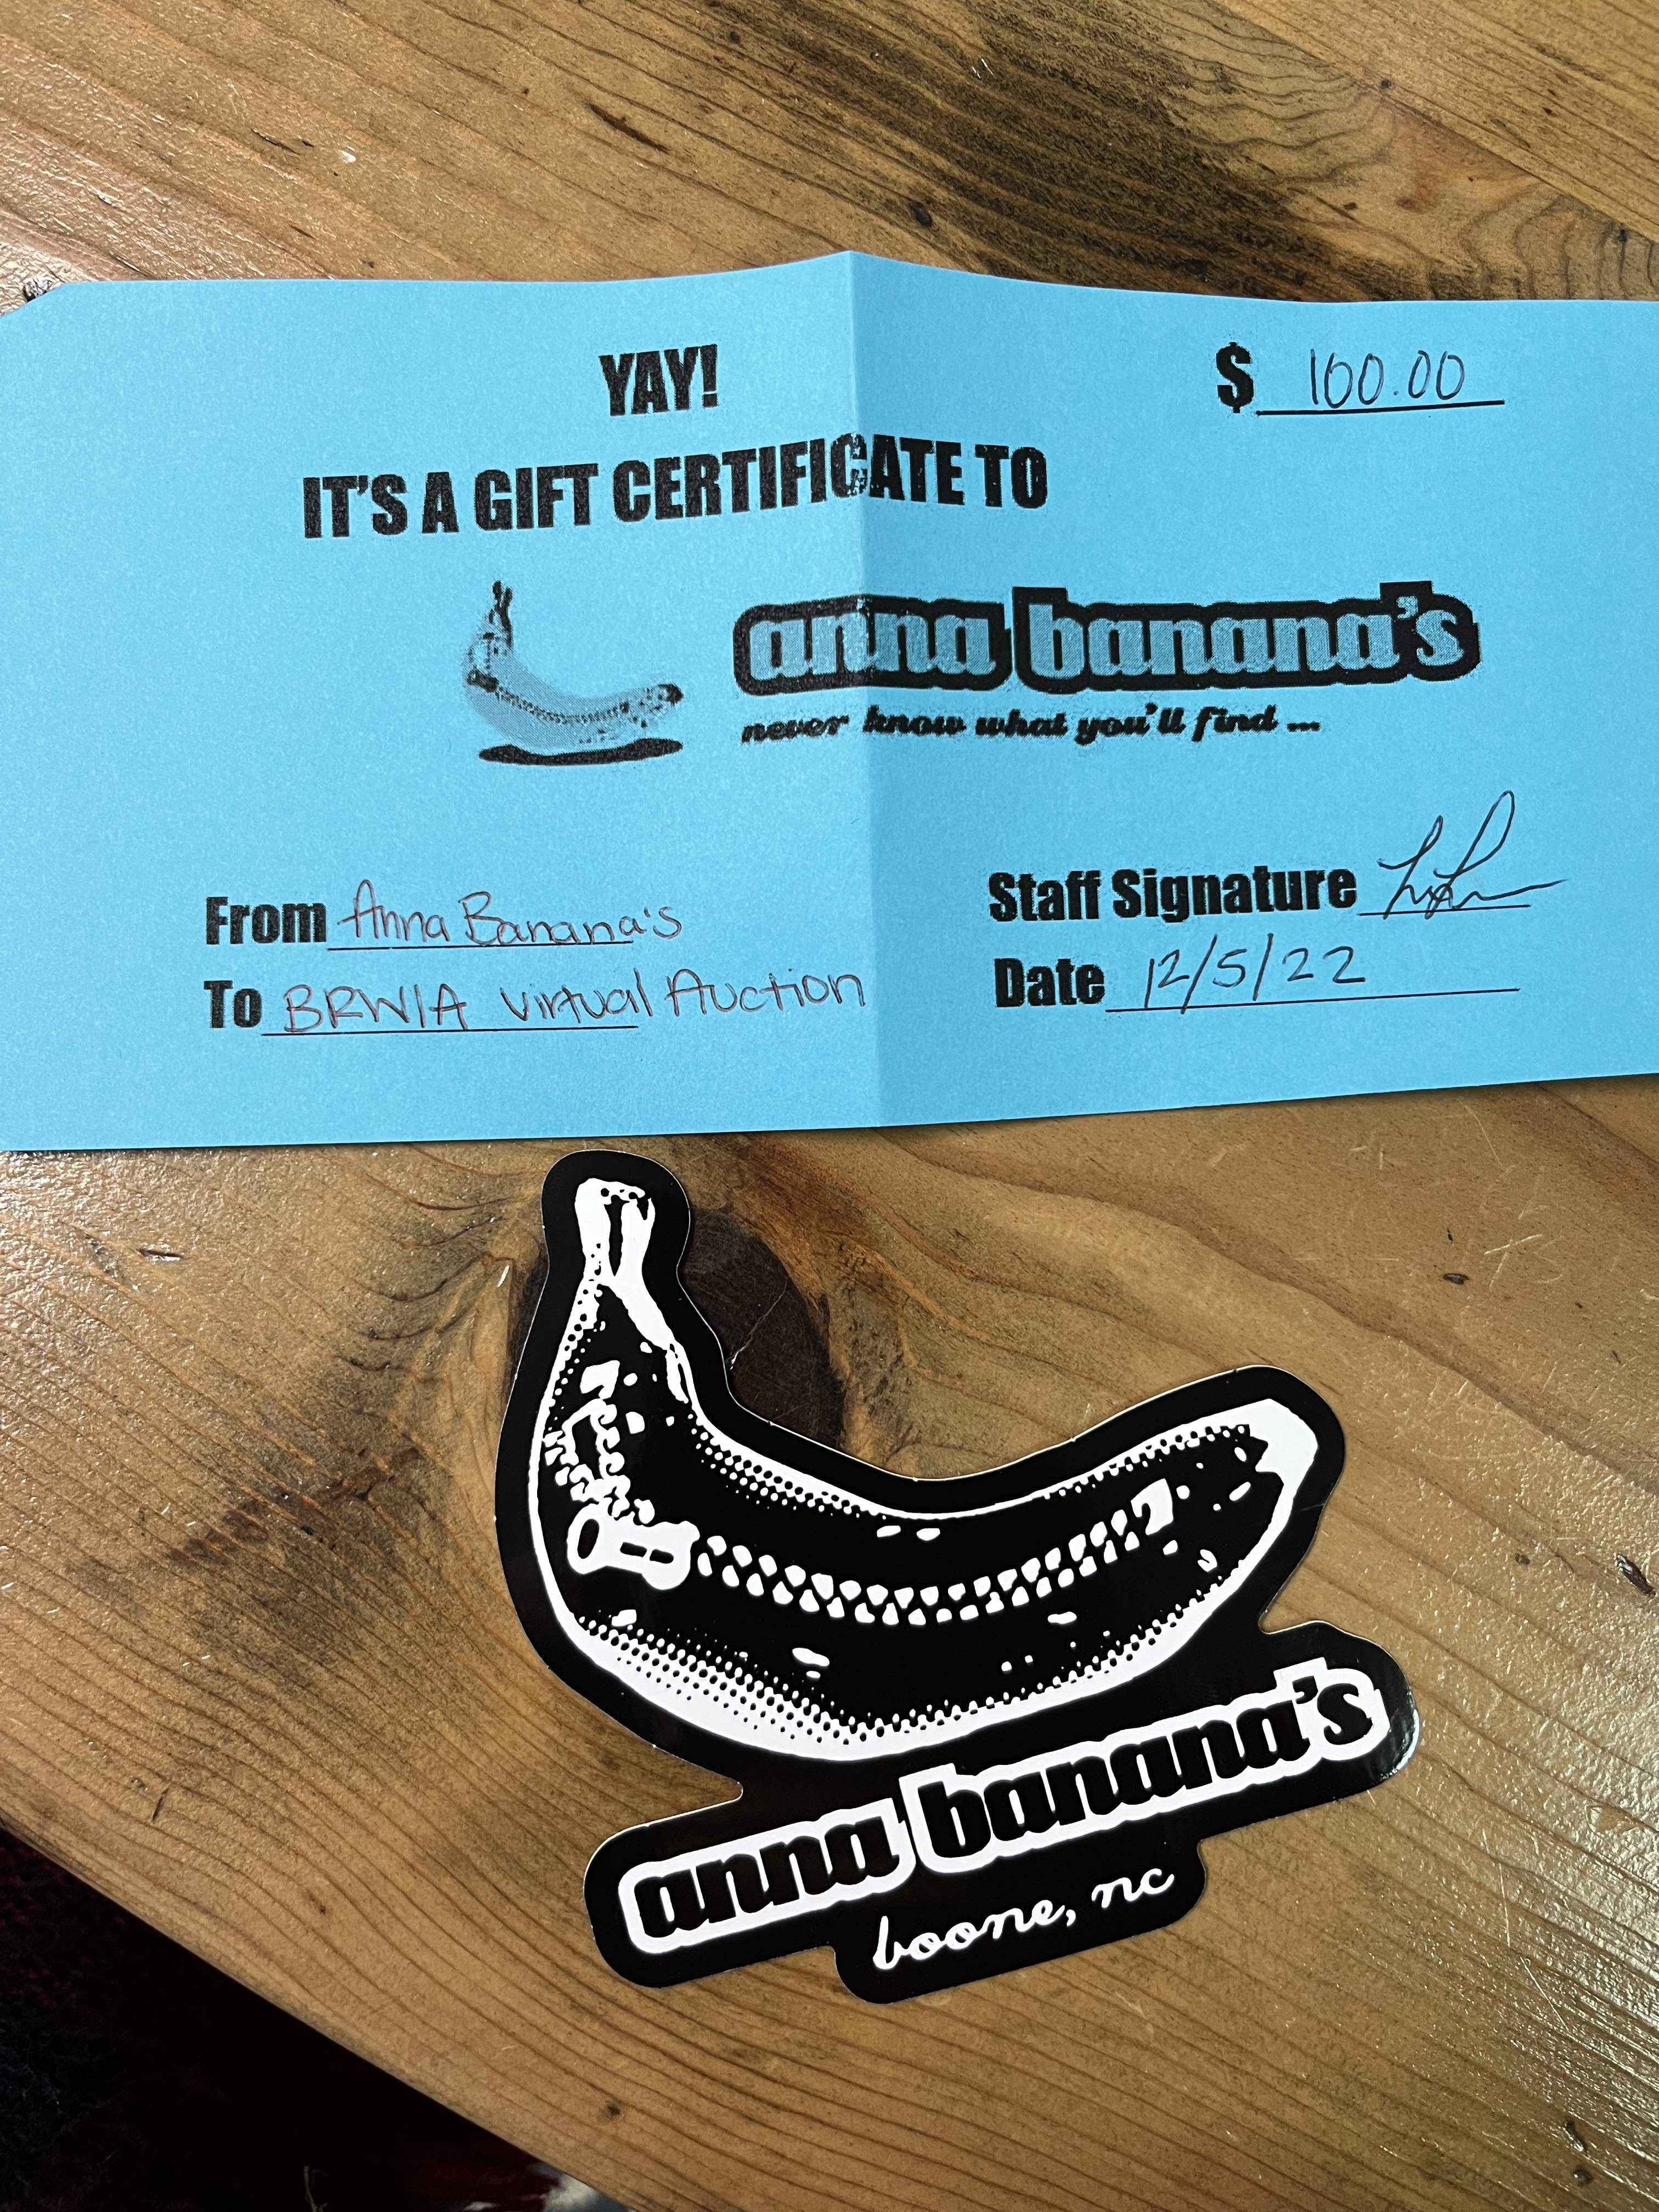 YAY!
$ 100.00
IT'S A GIFT CERTIFICATE TO
anna banana's
never know what you'll find ...
From Anna Banana's
To BRWIA Virtual Auction
Staff Signature
Date 12/5/22
anna banana's
boone, nc